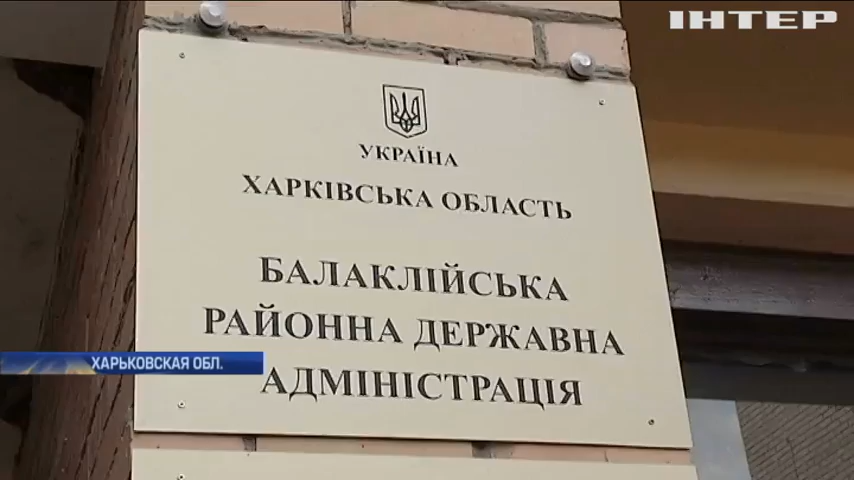 ІНТЕР
УКРАЇНА
ХАРКІВСЬКА ОБЛАСТЬ
БАЛАКЛІЙСЬКА
РАЙОННА ДЕРЖАВНА
АДМІНІСТРАЦІЯ
ХАРЬКОВСКАЯ ОБЛ.